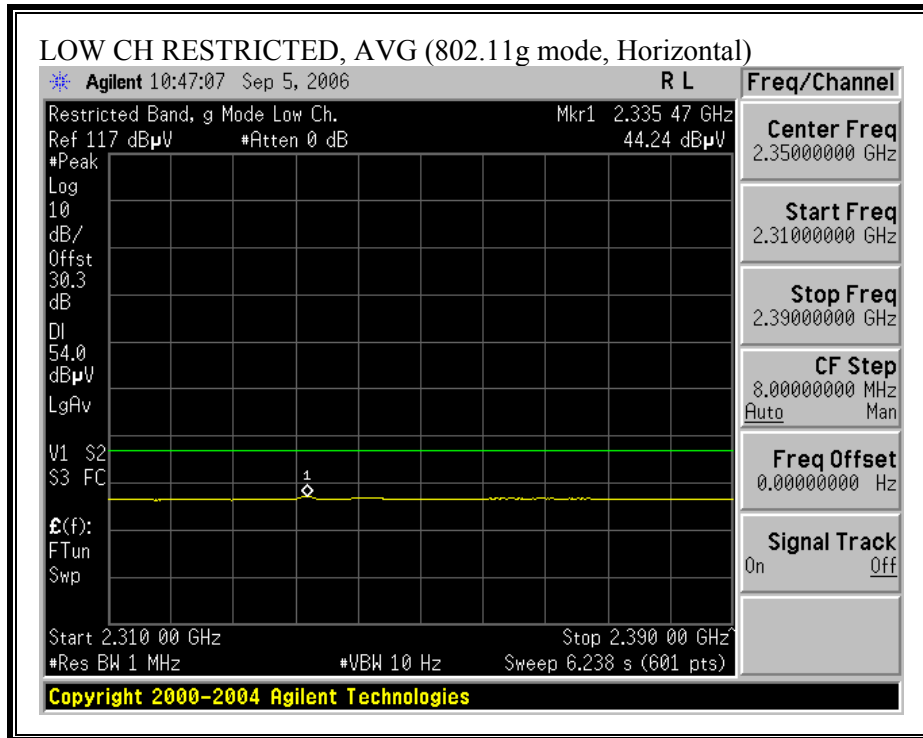 LOW CH RESTRICTED, AVG (802.11g mode, Horizontal)
Agilent 10:47:07 Sep 5, 2006 R L
Restricted Band, g Mode Low Ch. Mkr1 2.335 47 GHz
Ref 117 dBµV #Atten 0 dB 44.24 dBµV
#Peak
Log
10
dB/
Offst
30.3
dB
DI
54.0
dBµV
LgAv
V1 S2
S3 FC
1
£(f):
FTun
Swp
Start 2.310 00 GHz Stop 2.390 00 GHz^
#Res BW 1 MHz #VBW 10 Hz Sweep 6.238 s (601 pts)
Copyright 2000-2004 Agilent Technologies
Freq/Channel
Center Freq
2.35000000 GHz
Start Freq
2.31000000 GHz
Stop Freq
2.39000000 GHz
CF Step
8.00000000 MHz
Auto Man
Freq Offset
0.00000000 Hz
Signal Track
On Off